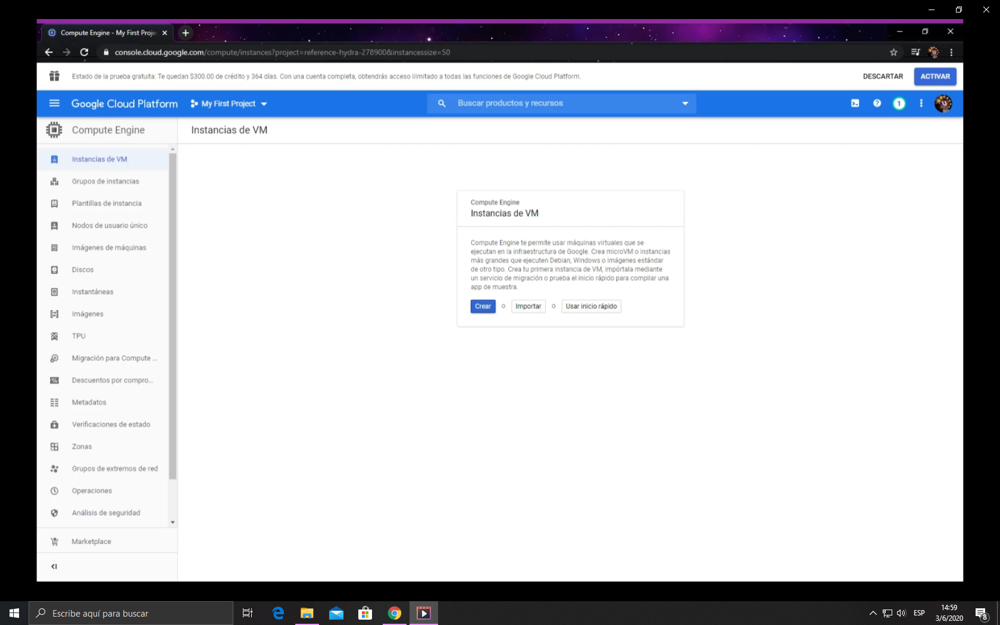 Compute Engine - My First Proje
console.cloud.google.com/compute/instances?project=reference-hydra-278900&instancessize=50
Estado de la prueba gratuita: Te quedan $300.00 de crédito y 364 días. Con una cuenta completa, obtendrás acceso ilimitado a todas las funciones de Google Cloud Platform.
DESCARTAR
ACTIVAR
Google Cloud Platform
My First Project
Buscar productos y recursos
1
Compute Engine
Instancias de VM
Instancias de VM
Grupos de instancias
Plantillas de instancia
Nodos de usuario único
Imágenes de máquinas
Discos
Instantáneas
Imágenes
TPU
Migración para Compute ...
Descuentos por compro...
Metadatos
Verificaciones de estado
Zonas
Grupos de extremos de red
Operaciones
Análisis de seguridad
Marketplace
Compute Engine
Instancias de VM
Compute Engine te permite usar máquinas virtuales que se
ejecutan en la infraestructura de Google. Crea microVM o instancias
más grandes que ejecuten Debian, Windows o imágenes estándar
de otro tipo. Crea tu primera instancia de VM, impórtala mediante
un servicio de migración o prueba el inicio rápido para compilar una
app de muestra.
Crear o Importar o Usar inicio rápido
Escribe aquí para buscar
ESP
14:59
3/6/2020
8